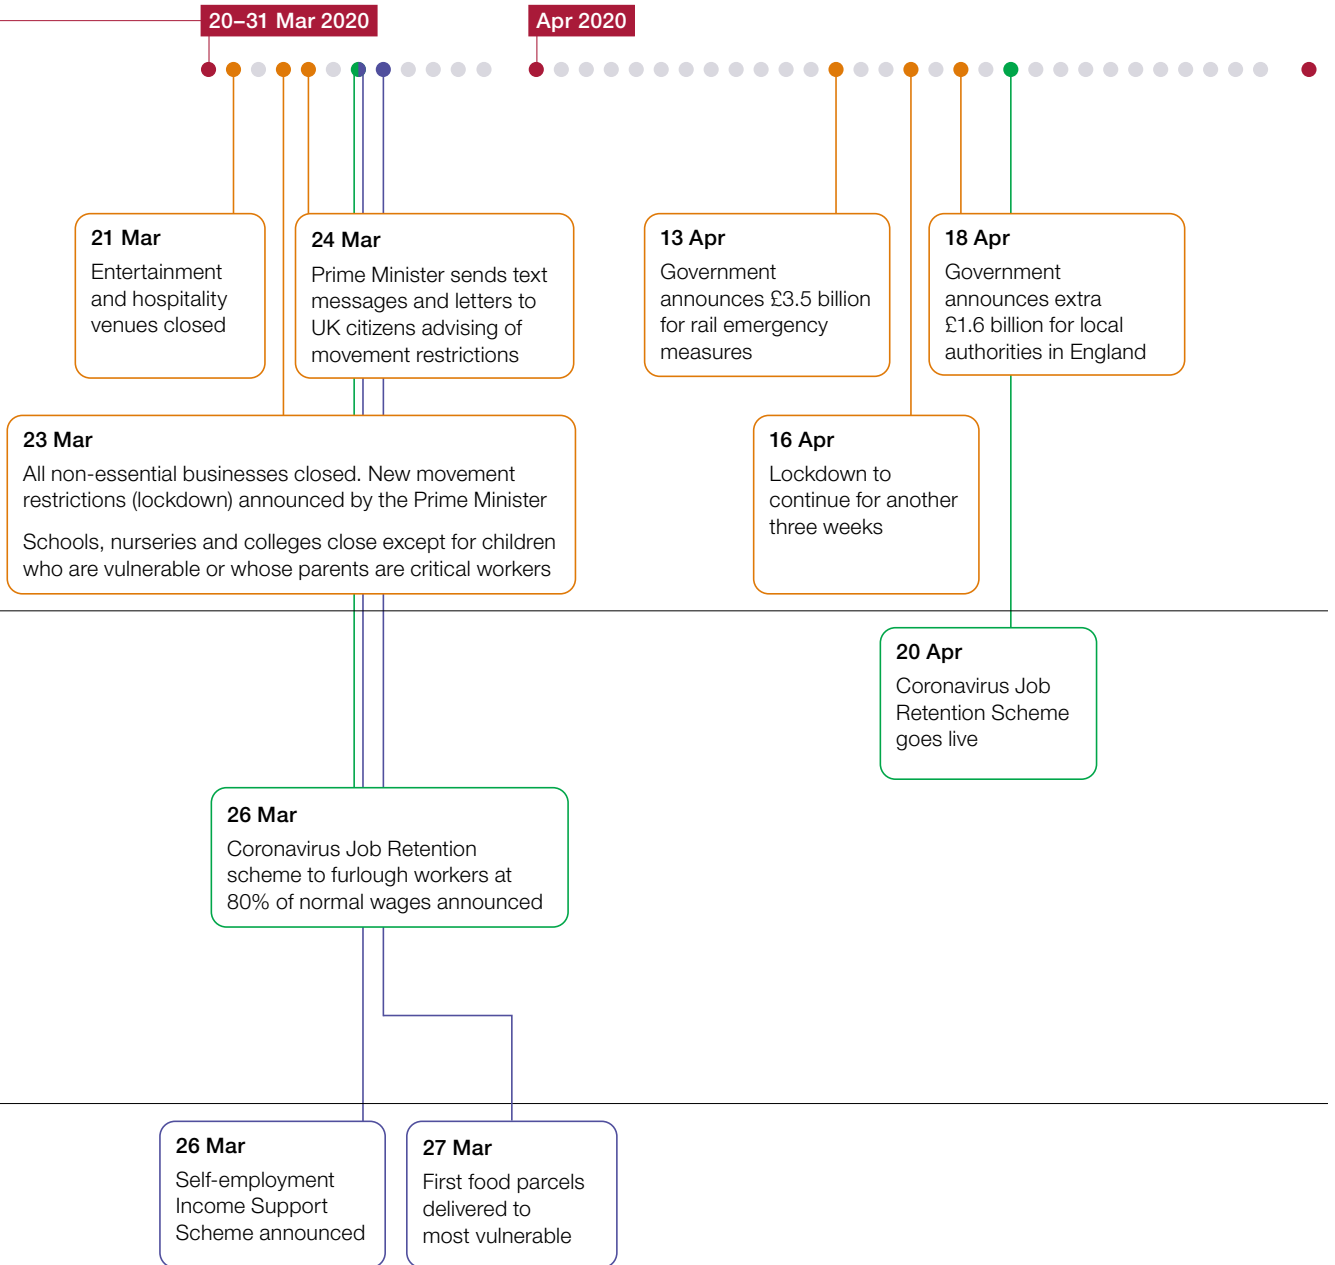 20–31 Mar 2020
Apr 2020
21 Mar
Entertainment
and hospitality
venues closed
24 Mar
Prime Minister sends text
messages and letters to
UK citizens advising of
movement restrictions
13 Apr
Government
announces £3.5 billion
for rail emergency
measures
18 Apr
Government
announces extra
£1.6 billion for local
authorities in England
23 Mar
All non-essential businesses closed. New movement
restrictions (lockdown) announced by the Prime Minister
Schools, nurseries and colleges close except for children
who are vulnerable or whose parents are critical workers
16 Apr
Lockdown to
continue for another
three weeks
20 Apr
Coronavirus Job
Retention Scheme
goes live
26 Mar
Coronavirus Job Retention
scheme to furlough workers at
80% of normal wages announced
26 Mar
Self-employment
Income Support
Scheme announced
27 Mar
First food parcels
delivered to
most vulnerable